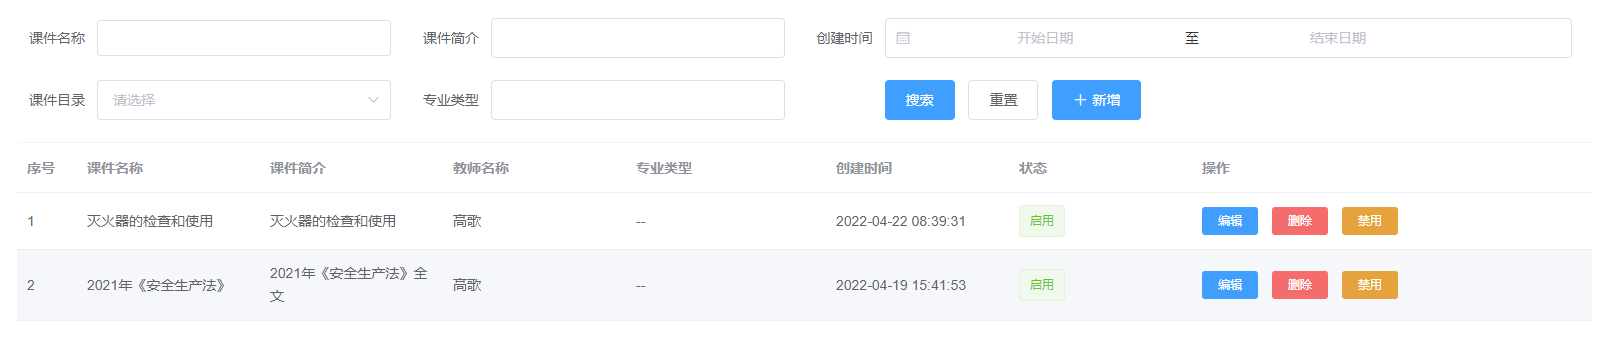 课件名称 课件简介 创建时间 开始日期 至 结束日期
课件目录 请选择 专业类型 搜索 重置 + 新增
序号 课件名称 课件简介 教师名称 专业类型 创建时间 状态 操作
1 灭火器的检查和使用 灭火器的检查和使用 高歌 -- 2022-04-22 08:39:31 启用 编辑 删除 禁用
2 2021年《安全生产法》 2021年《安全生产法》全 高歌 -- 2022-04-19 15:41:53 启用 编辑 删除 禁用
文